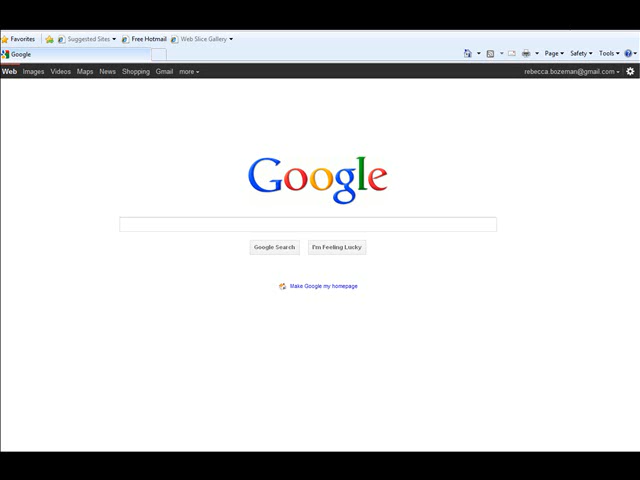 Favorites Suggested Sites Free Hotmail Web Slice Gallery
Google Page Safety Tools
Web Images Videos Maps News Shopping Gmail more rebecca.bozeman@gmail.com
Google
Google Search I'm Feeling Lucky
Make Google my homepage